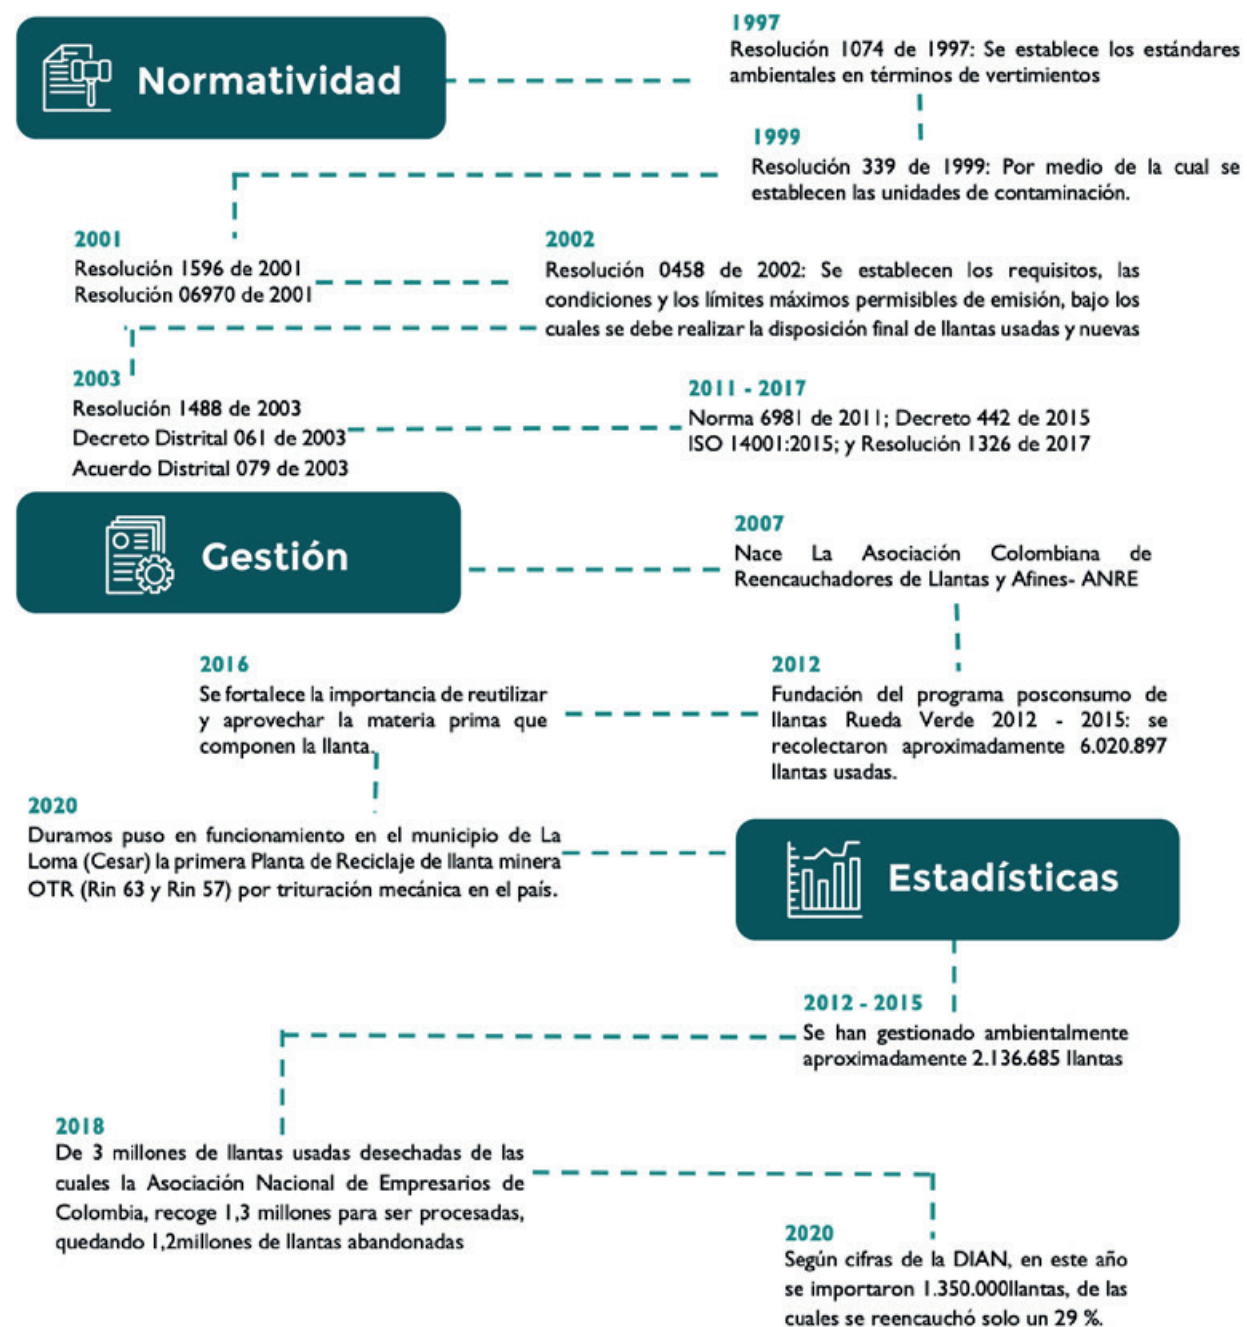 Normatividad
1997
Resolución 1074 de 1997: Se establece los estándares
ambientales en términos de vertimientos
1999
Resolución 339 de 1999: Por medio de la cual se
establecen las unidades de contaminación.
2001
Resolución 1596 de 2001
Resolución 06970 de 2001
2002
Resolución 0458 de 2002: Se establecen los requisitos, las
condiciones y los límites máximos permisibles de emisión, bajo los
cuales se debe realizar la disposición final de llantas usadas y nuevas
2003
Resolución 1488 de 2003
Decreto Distrital 061 de 2003
Acuerdo Distrital 079 de 2003
2011 - 2017
Norma 6981 de 2011; Decreto 442 de 2015
ISO 14001:2015; y Resolución 1326 de 2017
Gestión
2007
Nace La Asociación Colombiana de
Reencauchadores de Llantas y Afines- ANRE
2012
Fundación del programa posconsumo de
llantas Rueda Verde 2012 - 2015: se
recolectaron aproximadamente 6.020.897
llantas usadas.
2016
Se fortalece la importancia de reutilizar
y aprovechar la materia prima que
componen la llanta.
2020
Duramos puso en funcionamiento en el municipio de La
Loma (Cesar) la primera Planta de Reciclaje de llanta minera
OTR (Rin 63 y Rin 57) por trituración mecánica en el país.
Estadísticas
2012 - 2015
Se han gestionado ambientalmente
aproximadamente 2.136.685 llantas
2018
De 3 millones de llantas usadas desechadas de las
cuales la Asociación Nacional de Empresarios de
Colombia, recoge 1,3 millones para ser procesadas,
quedando 1,2millones de llantas abandonadas
2020
Según cifras de la DIAN, en este año
se importaron 1.350.000llantas, de las
cuales se reencauchó solo un 29 %.